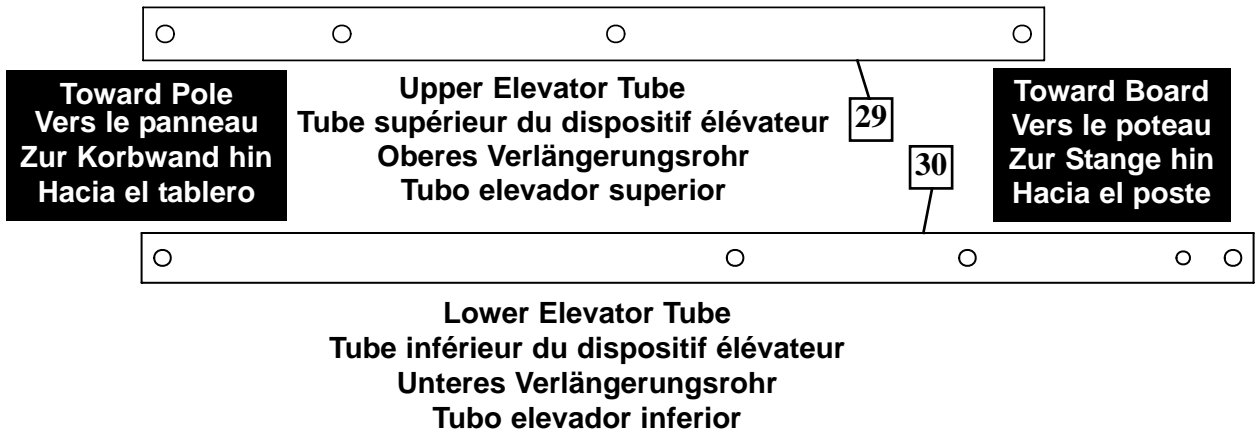 Toward Pole
Vers le panneau
Zur Korbwand hin
Hacia el tablero
Upper Elevator Tube
Tube supérieur du dispositif élévateur
Oberes Verlängerungsrohr
Tubo elevador superior
29
30
Toward Board
Vers le poteau
Zur Stange hin
Hacia el poste
Lower Elevator Tube
Tube inférieur du dispositif élévateur
Unteres Verlängerungsrohr
Tubo elevador inferior